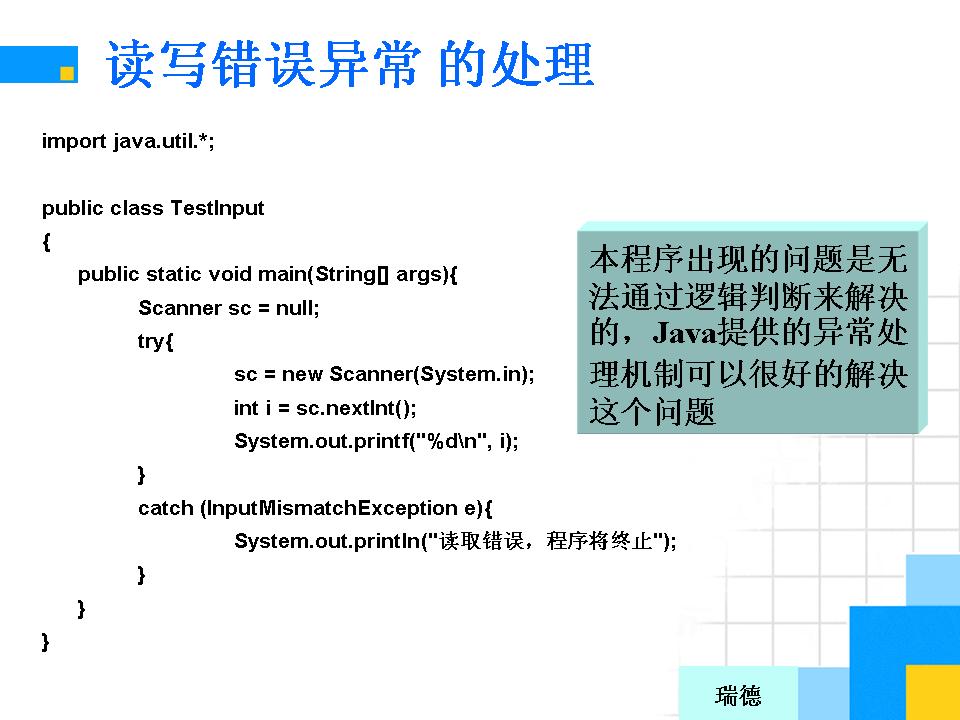 读写错误异常 的处理
import java.util.*;
public class TestInput
{
public static void main(String[] args){
Scanner sc = null;
try{
sc = new Scanner(System.in);
int i = sc.nextInt();
System.out.printf("%d\n", i);
}
catch (InputMismatchException e){
System.out.println("读取错误，程序将终止");
}
}
}
本程序出现的问题是无
法通过逻辑判断来解决
的，Java提供的异常处
理机制可以很好的解决
这个问题
瑞德